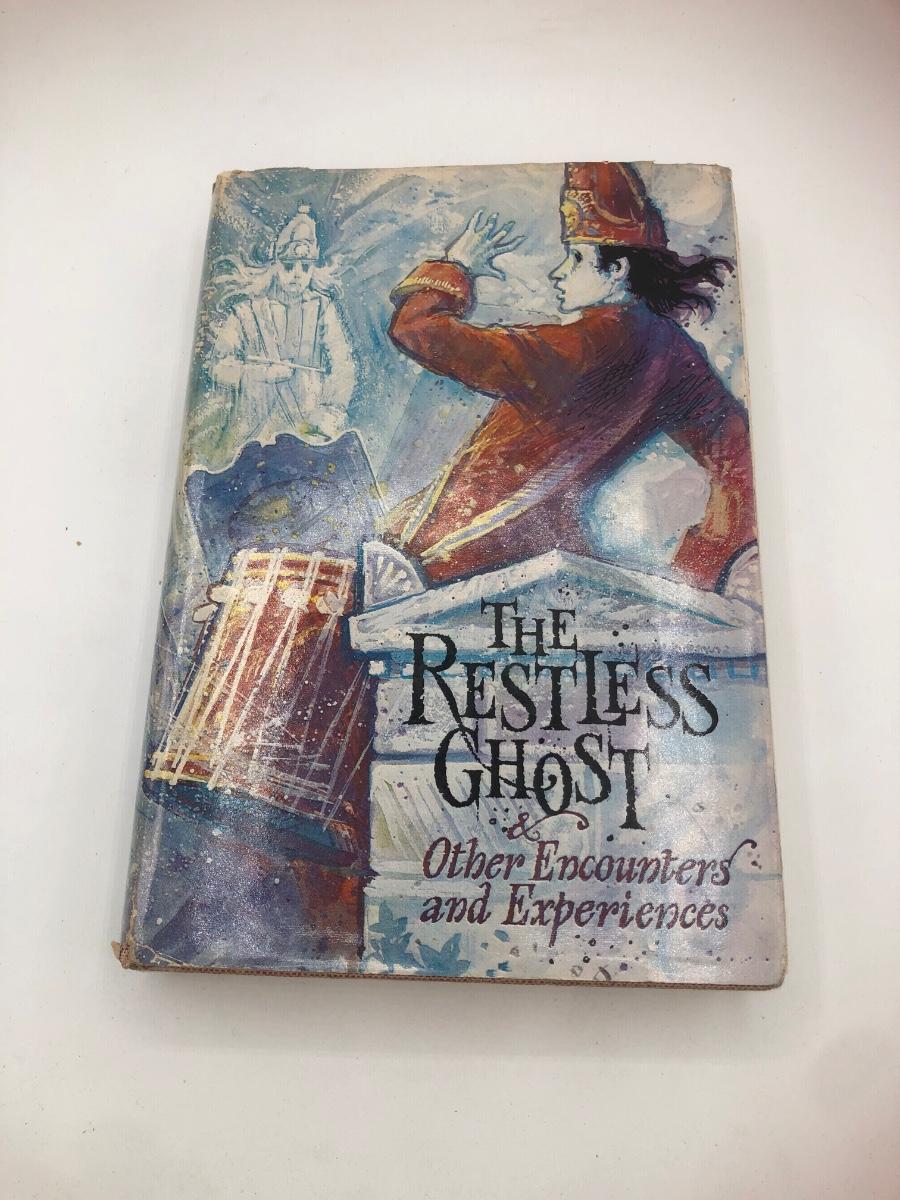 THE
RESTLESS
GHOST
&
Other Encounters
and Experiences